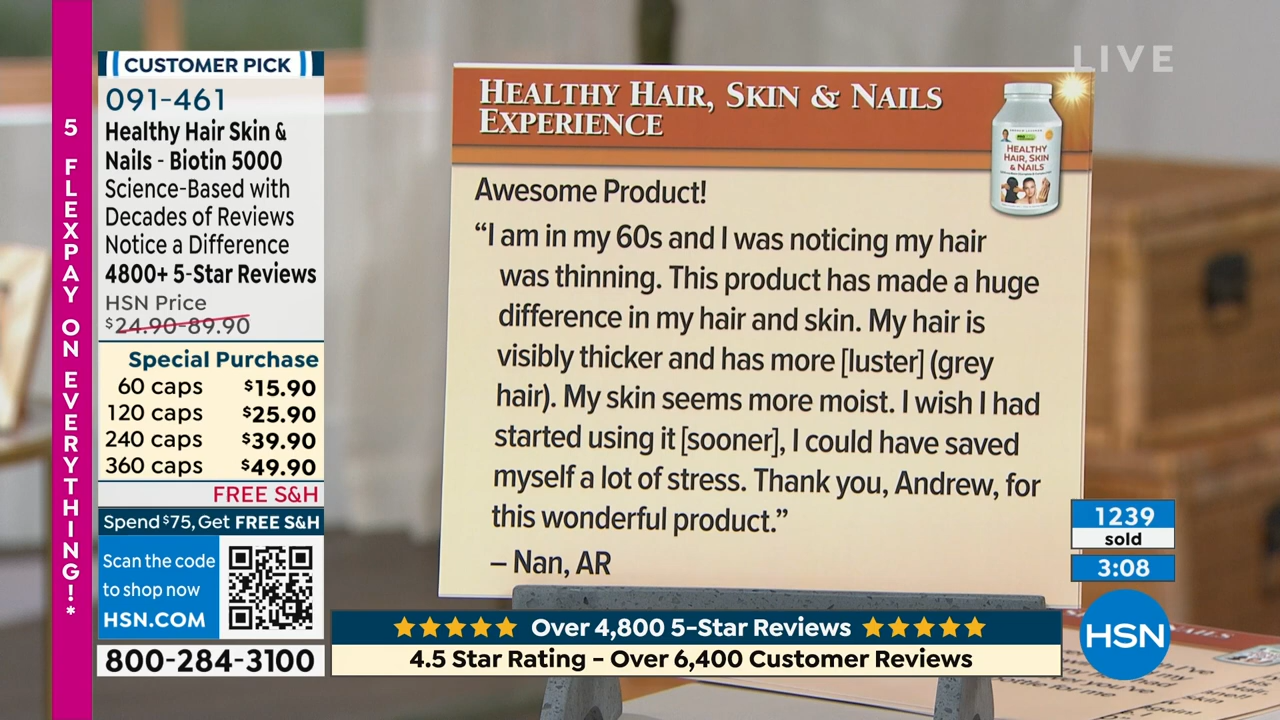 5 FLEXPAY ON EVERYTHING!*
CUSTOMER PICK
091-461
Healthy Hair Skin &
Nails - Biotin 5000
Science-Based with
Decades of Reviews
Notice a Difference
4800+ 5-Star Reviews
HSN Price
$24.90-89.90
Special Purchase
60 caps $15.90
120 caps $25.90
240 caps $39.90
360 caps $49.90
FREE S&H
Spend $75, Get FREE S&H
Scan the code
to shop now
HSN.COM
800-284-3100
LIVE
HEALTHY HAIR, SKIN & NAILS
EXPERIENCE
HEALTHY
HAIR, SKIN
& NAILS
Awesome Product!
“I am in my 60s and I was noticing my hair
was thinning. This product has made a huge
difference in my hair and skin. My hair is
visibly thicker and has more [luster] (grey
hair). My skin seems more moist. I wish I had
started using it [sooner], I could have saved
myself a lot of stress. Thank you, Andrew, for
this wonderful product.”
– Nan, AR
1239
sold
3:08
HSN
Over 4,800 5-Star Reviews
4.5 Star Rating – Over 6,400 Customer Reviews